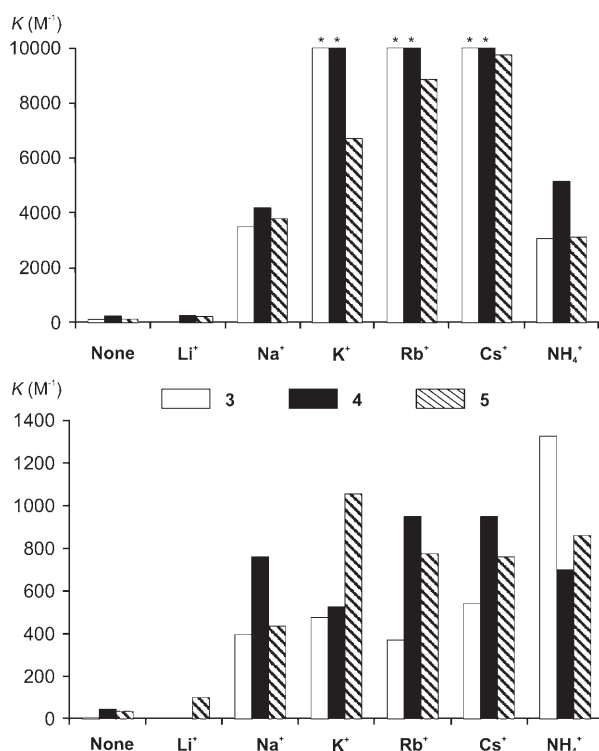 K (M⁻¹)
* * * * * *
10000
8000
6000
4000
2000
0
None Li⁺ Na⁺ K⁺ Rb⁺ Cs⁺ NH₄⁺
K (M⁻¹)
3 4 5
1400
1200
1000
800
600
400
200
0
None Li⁺ Na⁺ K⁺ Rb⁺ Cs⁺ NH₄⁺